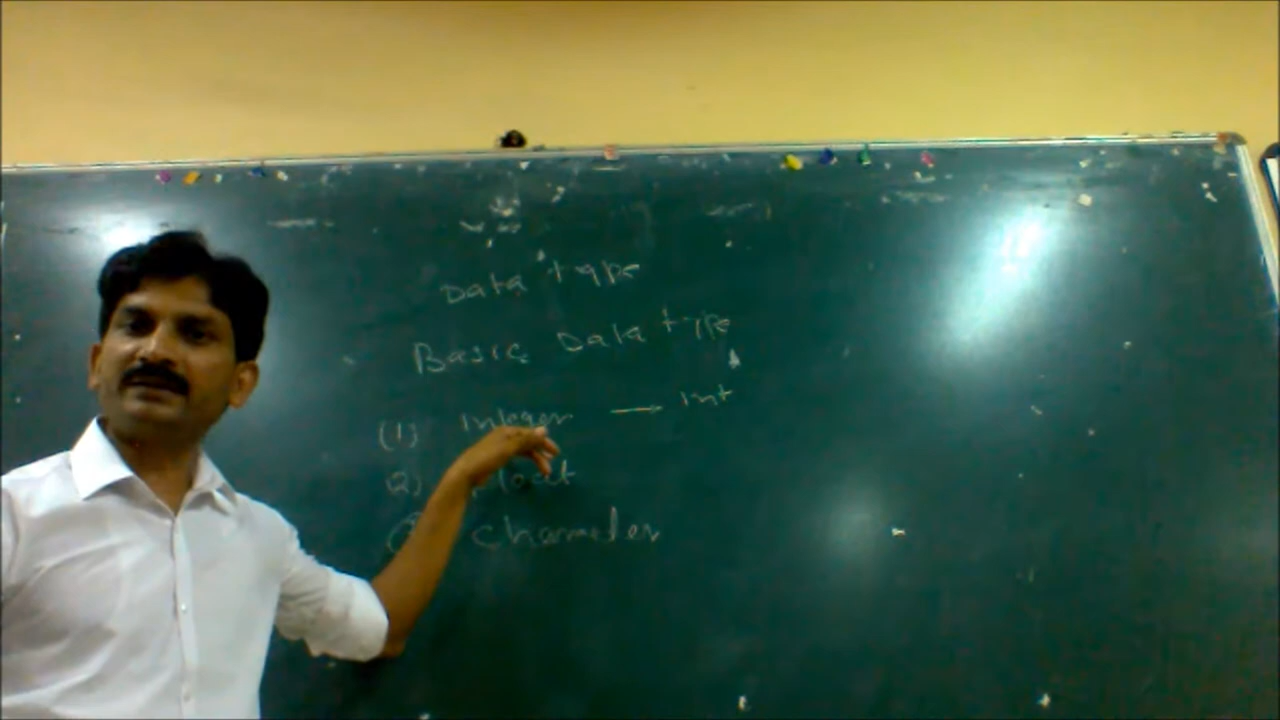 Data type
Basic Data type
(1) Integer — int
2) float
character